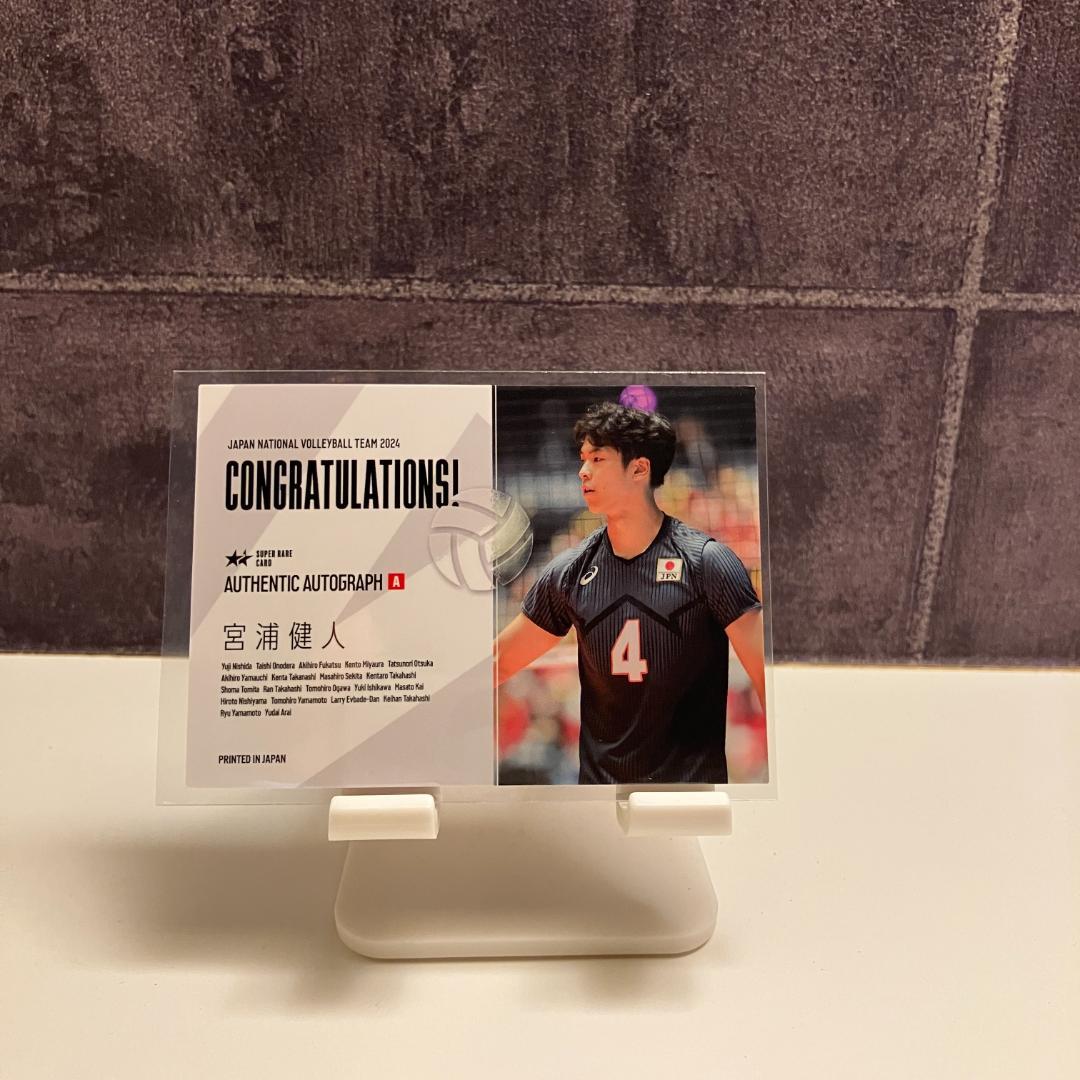 JAPAN NATIONAL VOLLEYBALL TEAM 2024
CONGRATULATIONS!
SUPER RARE
CARD
AUTHENTIC AUTOGRAPH A
宮浦健人
Yuji Nishida Taishi Onodera Akihiro Fukatsu Kento Miyaura Tatsunori Otsuka
Akihiro Yamauchi Kenta Takanashi Masahiro Sekita Kentaro Takahashi
Shoma Tomita Ran Takahashi Tomohiro Ogawa Yuki Ishikawa Masato Kai
Hiroto Nishiyama Tomohiro Yamamoto Larry Evbade-Dan Keihan Takahashi
Ryu Yamamoto Yudai Arai
PRINTED IN JAPAN
JPN
4